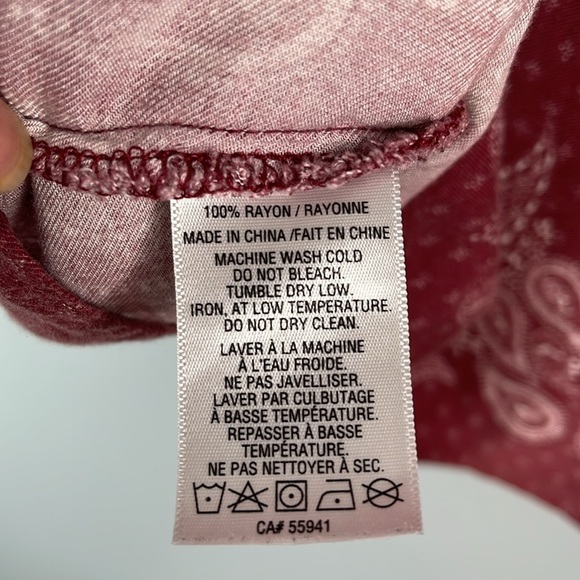 100% RAYON / RAYONNE
MADE IN CHINA /FAIT EN CHINE
MACHINE WASH COLD
DO NOT BLEACH.
TUMBLE DRY LOW.
IRON, AT LOW TEMPERATURE.
DO NOT DRY CLEAN.
LAVER À LA MACHINE
À L'EAU FROIDE.
NE PAS JAVELLISER.
LAVER PAR CULBUTAGE
À BASSE TEMPÉRATURE.
REPASSER À BASSE
TEMPÉRATURE.
NE PAS NETTOYER À SEC.
CA# 55941